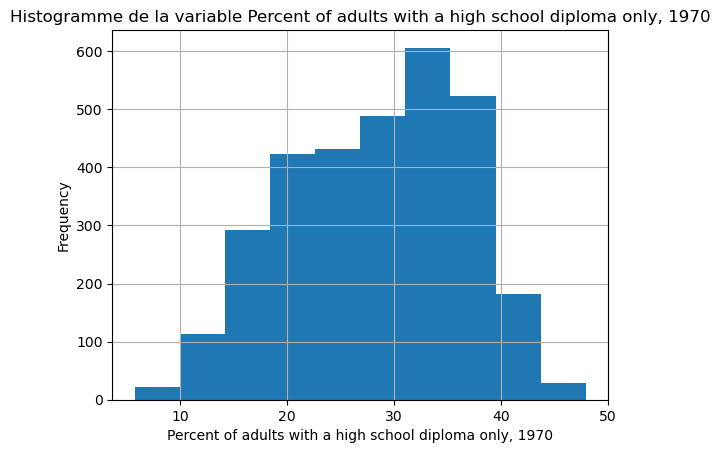 Histogramme de la variable Percent of adults with a high school diploma only, 1970
600
500
400
300
200
100
0
Frequency
10 20 30 40 50
Percent of adults with a high school diploma only, 1970